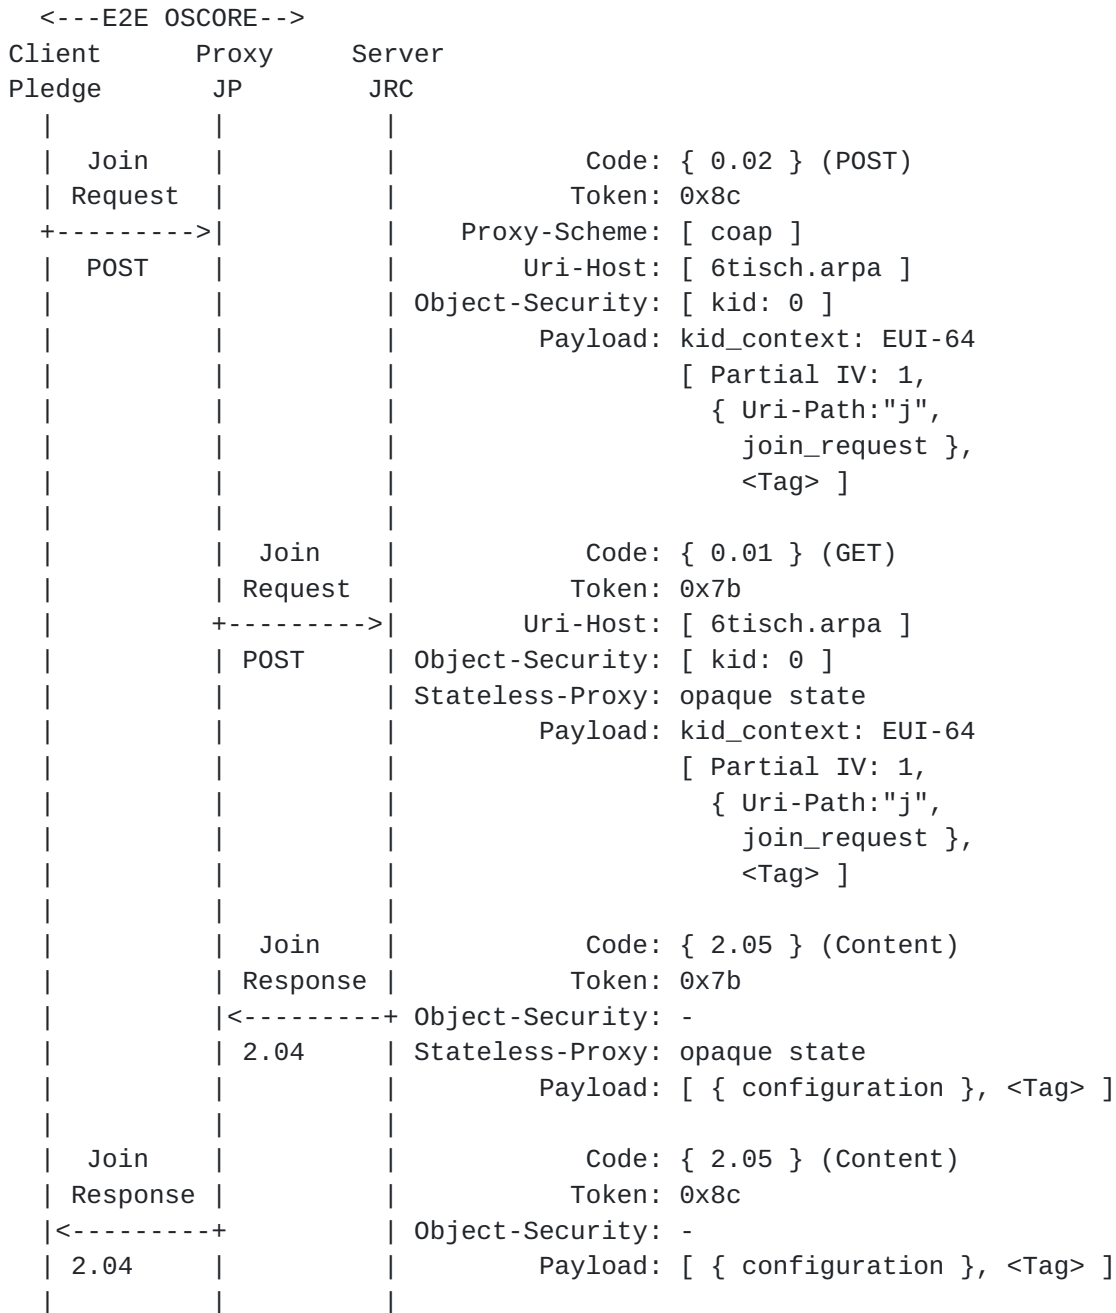 <---E2E OSCORE-->
Client      Proxy     Server
Pledge       JP        JRC
  |          |          |
  |  Join    |          |            Code: { 0.02 } (POST)
  | Request  |          |           Token: 0x8c
  +--------->|          |    Proxy-Scheme: [ coap ]
  |  POST    |          |        Uri-Host: [ 6tisch.arpa ]
  |          |          | Object-Security: [ kid: 0 ]
  |          |          |         Payload: kid_context: EUI-64
  |          |          |                  [ Partial IV: 1,
  |          |          |                    { Uri-Path:"j",
  |          |          |                      join_request },
  |          |          |                      <Tag> ]
  |          |          |
  |          |  Join    |            Code: { 0.01 } (GET)
  |          | Request  |           Token: 0x7b
  |          +--------->|        Uri-Host: [ 6tisch.arpa ]
  |          | POST     | Object-Security: [ kid: 0 ]
  |          |          | Stateless-Proxy: opaque state
  |          |          |         Payload: kid_context: EUI-64
  |          |          |                  [ Partial IV: 1,
  |          |          |                    { Uri-Path:"j",
  |          |          |                      join_request },
  |          |          |                      <Tag> ]
  |          |          |
  |          |  Join    |            Code: { 2.05 } (Content)
  |          | Response |           Token: 0x7b
  |          |<---------+ Object-Security: -
  |          | 2.04     | Stateless-Proxy: opaque state
  |          |          |         Payload: [ { configuration }, <Tag> ]
  |          |          |
  |  Join    |          |            Code: { 2.05 } (Content)
  | Response |          |           Token: 0x8c
  |<---------+          | Object-Security: -
  | 2.04     |          |         Payload: [ { configuration }, <Tag> ]
  |          |          |